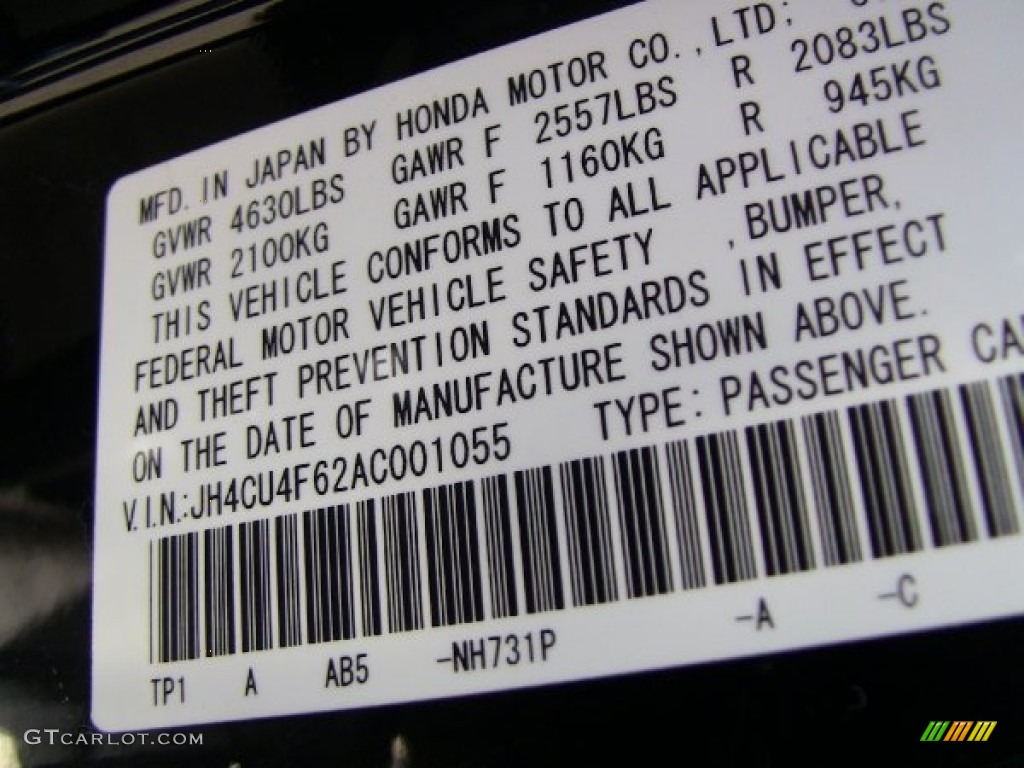 MFD. IN JAPAN BY HONDA MOTOR CO., LTD;
GVWR 4630LBS GAWR F 2557LBS R 2083LBS
GVWR 2100KG GAWR F 1160KG R 945KG
THIS VEHICLE CONFORMS TO ALL APPLICABLE
FEDERAL MOTOR VEHICLE SAFETY ,BUMPER,
AND THEFT PREVENTION STANDARDS IN EFFECT
ON THE DATE OF MANUFACTURE SHOWN ABOVE.
V.I.N.:JH4CU4F62AC001055 TYPE: PASSENGER
TP1 A AB5 -NH731P -A -C
GTCARLOT.COM